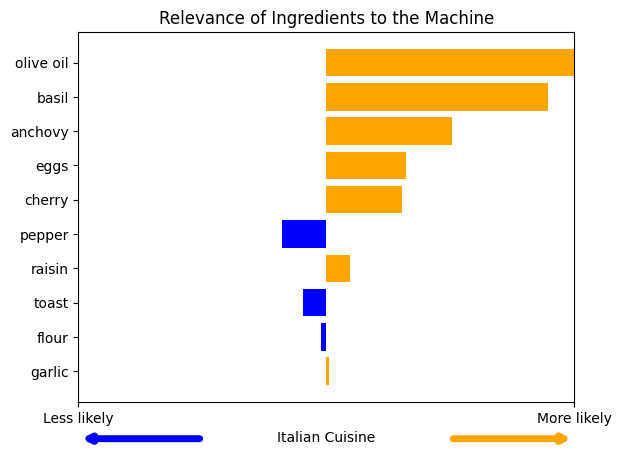 Relevance of Ingredients to the Machine
olive oil
basil
anchovy
eggs
cherry
pepper
raisin
toast
flour
garlic
Less likely
More likely
Italian Cuisine